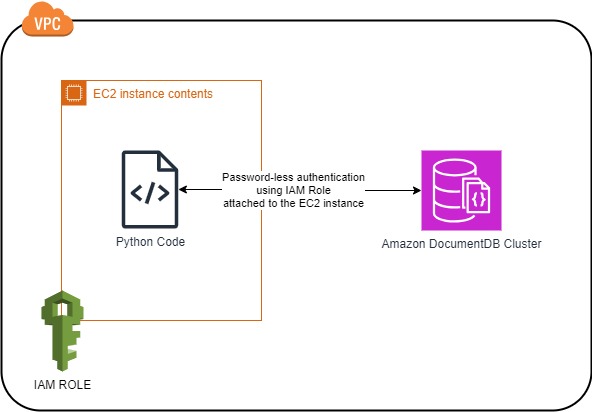 VPC
EC2 instance contents
Password-less authentication
using IAM Role
attached to the EC2 instance
Python Code
Amazon DocumentDB Cluster
IAM ROLE